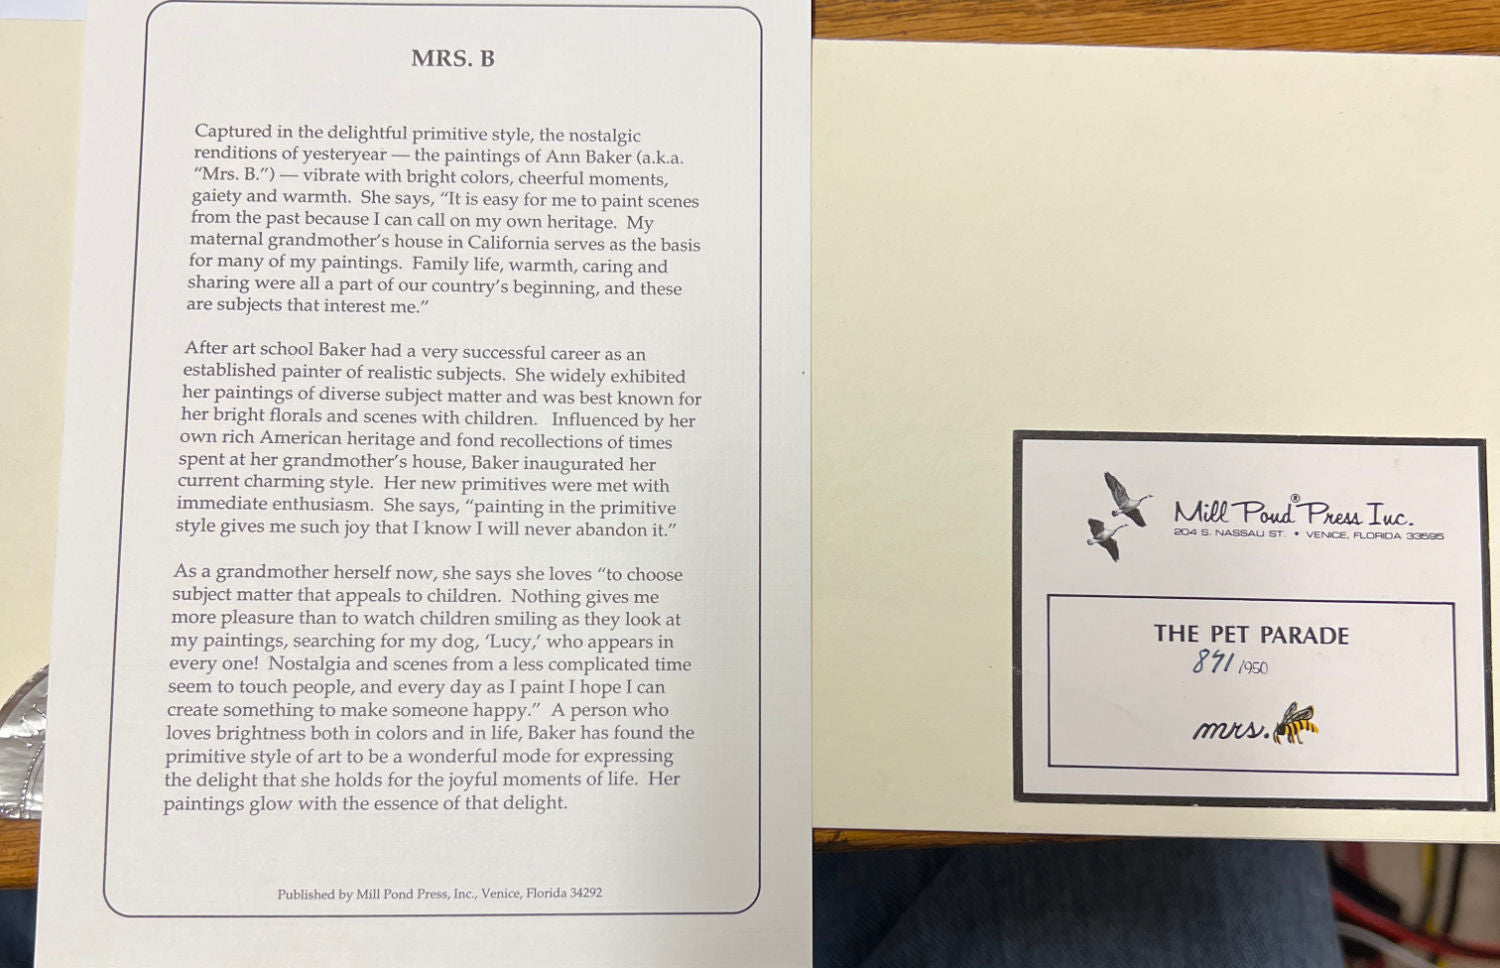 MRS. B
Captured in the delightful primitive style, the nostalgic
renditions of yesteryear — the paintings of Ann Baker (a.k.a.
“Mrs. B.”) — vibrate with bright colors, cheerful moments,
gaiety and warmth. She says, “It is easy for me to paint scenes
from the past because I can call on my own heritage. My
maternal grandmother’s house in California serves as the basis
for many of my paintings. Family life, warmth, caring and
sharing were all a part of our country’s beginning, and these
are subjects that interest me.”
After art school Baker had a very successful career as an
established painter of realistic subjects. She widely exhibited
her paintings of diverse subject matter and was best known for
her bright florals and scenes with children. Influenced by her
own rich American heritage and fond recollections of times
spent at her grandmother’s house, Baker inaugurated her
current charming style. Her new primitives were met with
immediate enthusiasm. She says, “painting in the primitive
style gives me such joy that I know I will never abandon it.”
As a grandmother herself now, she says she loves “to choose
subject matter that appeals to children. Nothing gives me
more pleasure than to watch children smiling as they look at
my paintings, searching for my dog, ‘Lucy,’ who appears in
every one! Nostalgia and scenes from a less complicated time
seem to touch people, and every day as I paint I hope I can
create something to make someone happy.” A person who
loves brightness both in colors and in life, Baker has found the
primitive style of art to be a wonderful mode for expressing
the delight that she holds for the joyful moments of life. Her
paintings glow with the essence of that delight.
Published by Mill Pond Press, Inc., Venice, Florida 34292
Mill Pond® Press Inc.
204 S. NASSAU ST. • VENICE, FLORIDA 33595
THE PET PARADE
891/950
mrs.